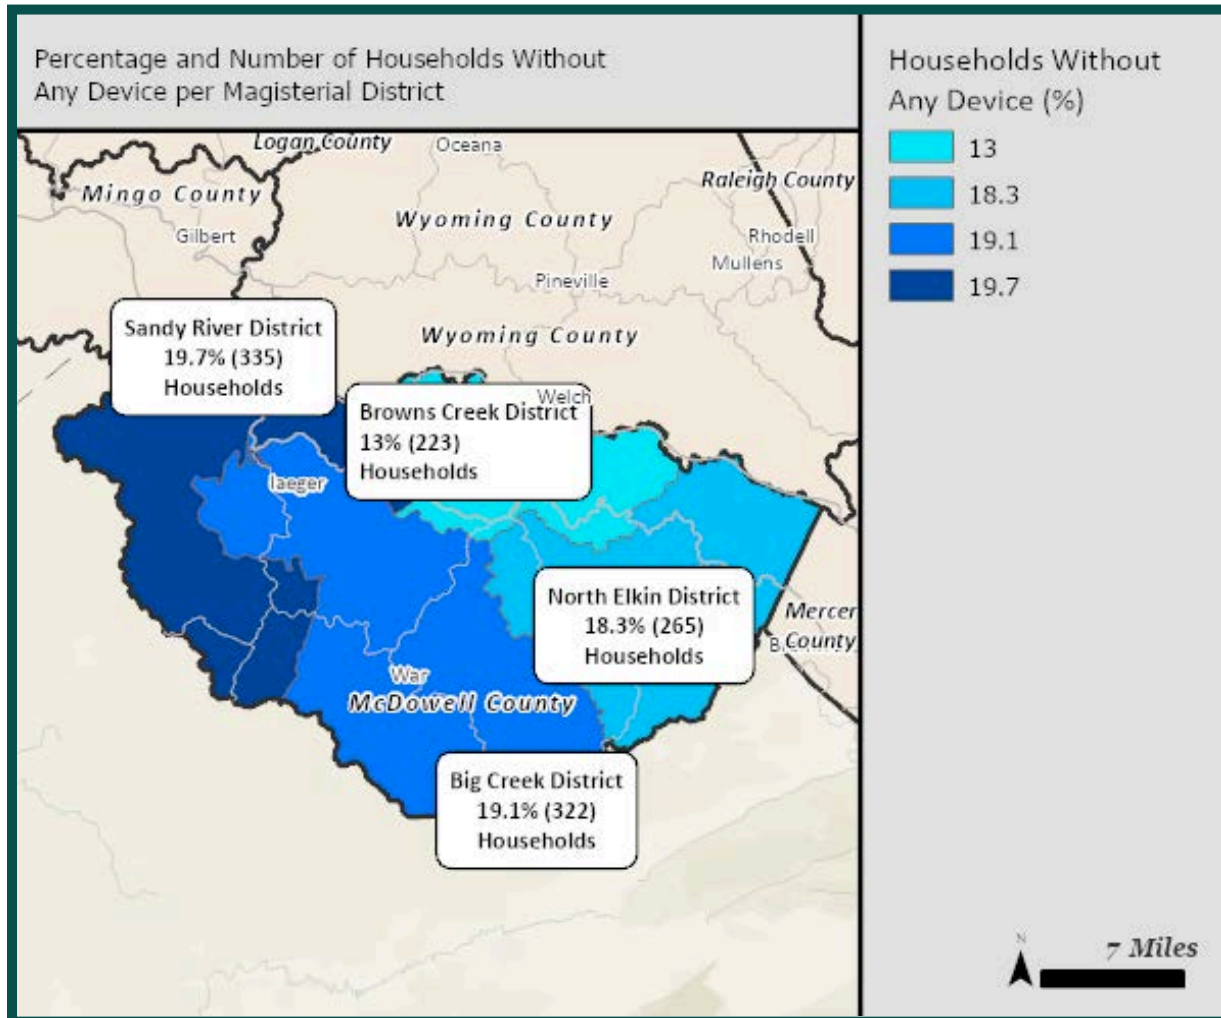 Percentage and Number of Households Without
Any Device per Magisterial District
Households Without
Any Device (%)
13
18.3
19.1
19.7
Logan County
Oceana
Mingo County
Raleigh County
Wyoming County
Gilbert
Rhodell
Mullens
Pineville
Sandy River District
19.7% (335)
Households
Wyoming County
Welch
Browns Creek District
13% (223)
Households
Iaeger
North Elkin District
18.3% (265)
Households
Mercer
County
War
McDowell County
Big Creek District
19.1% (322)
Households
N
7 Miles